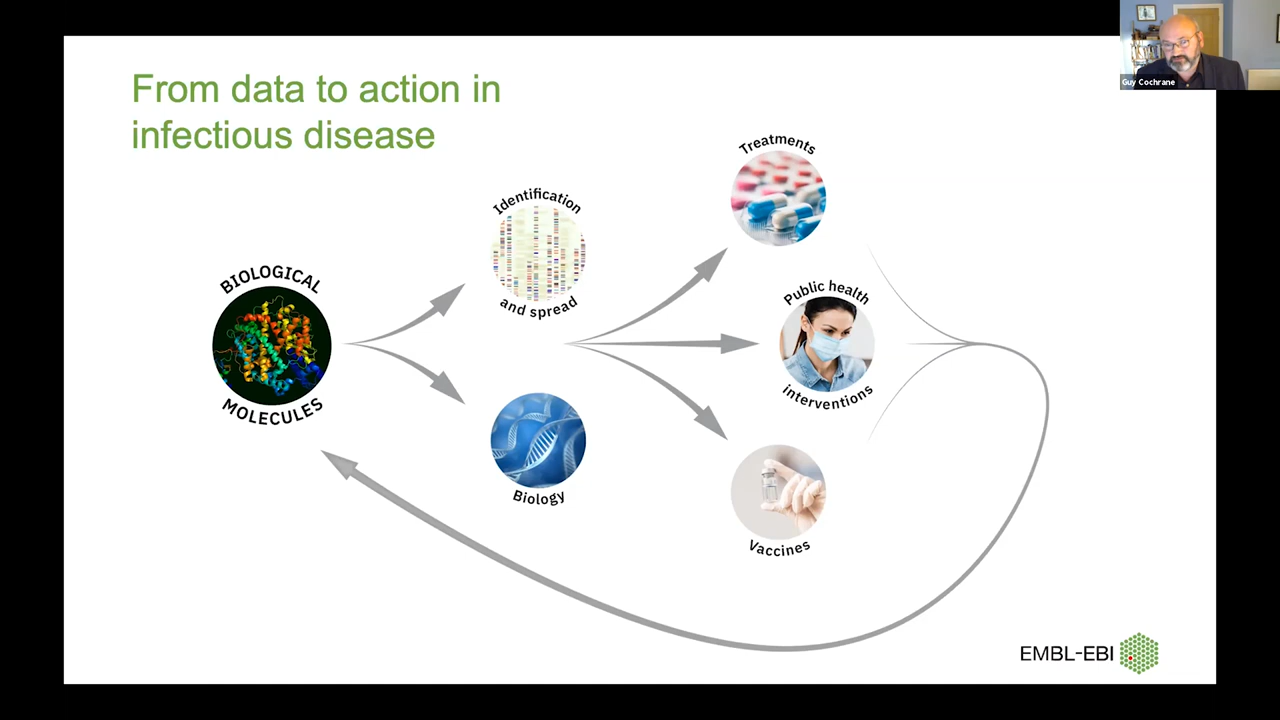 From data to action in
infectious disease
Guy Cochrane
BIOLOGICAL
MOLECULES
Identification
and spread
Biology
Treatments
Public health
interventions
Vaccines
EMBL-EBI